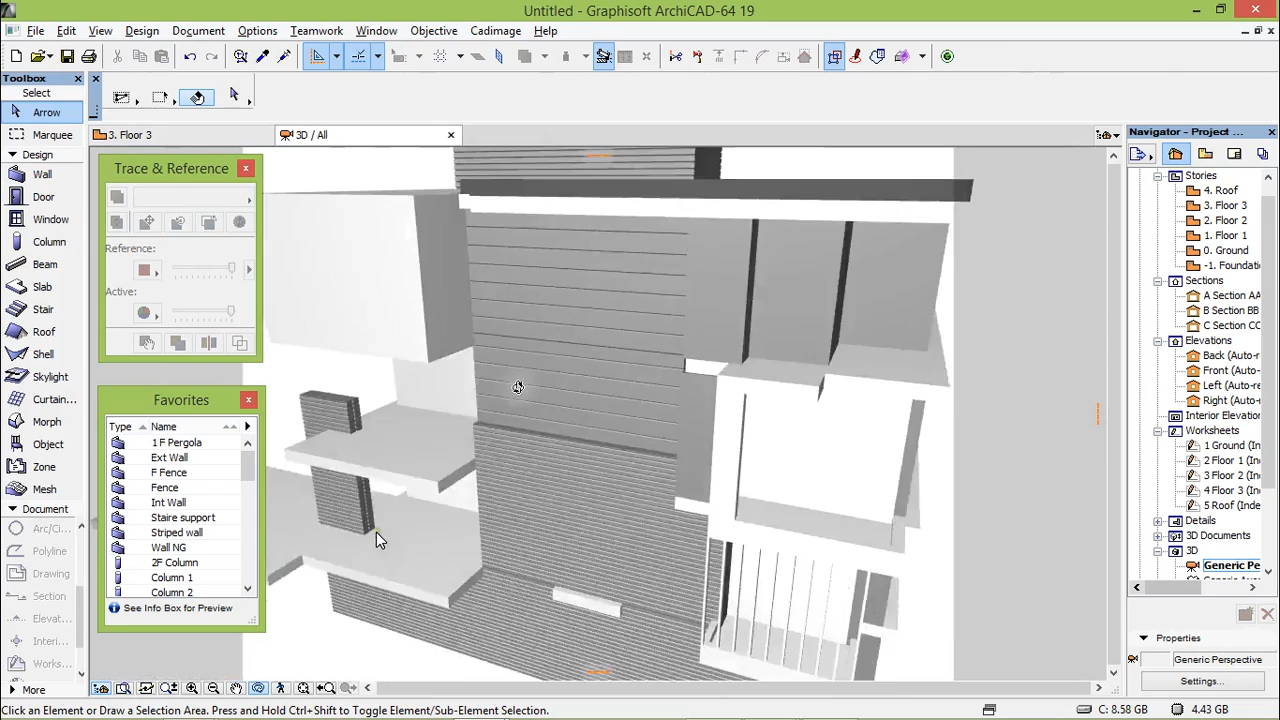 Untitled - Graphisoft ArchiCAD-64 19
File Edit View Design Document Options Teamwork Window Objective Cadimage Help
Toolbox
Select
Arrow
Marquee
Design
Wall
Door
Window
Column
Beam
Slab
Stair
Roof
Shell
Skylight
Curtain...
Morph
Object
Zone
Mesh
Document
Arc/Ci...
Polyline
Drawing
Section
Elevat...
Interi...
Works...
More
3. Floor 3
3D / All
Trace & Reference
Reference:
Active:
Favorites
Type Name
1 F Pergola
Ext Wall
F Fence
Fence
Int Wall
Staire support
Striped wall
Wall NG
2F Column
Column 1
Column 2
See Info Box for Preview
Navigator - Project ...
Stories
4. Roof
3. Floor 3
2. Floor 2
1. Floor 1
0. Ground
-1. Foundati
Sections
A Section AA
B Section BB
C Section CC
Elevations
Back (Auto-r
Front (Auto-r
Left (Auto-re
Right (Auto-r
Interior Elevation
Worksheets
1 Ground (In
2 Floor 1 (In
3 Floor 2 (In
4 Floor 3 (In
5 Roof (Inde
Details
3D Documents
3D
Generic Pe
Properties
Generic Perspective
Settings...
Click an Element or Draw a Selection Area. Press and Hold Ctrl+Shift to Toggle Element/Sub-Element Selection.
C: 8.58 GB
4.43 GB